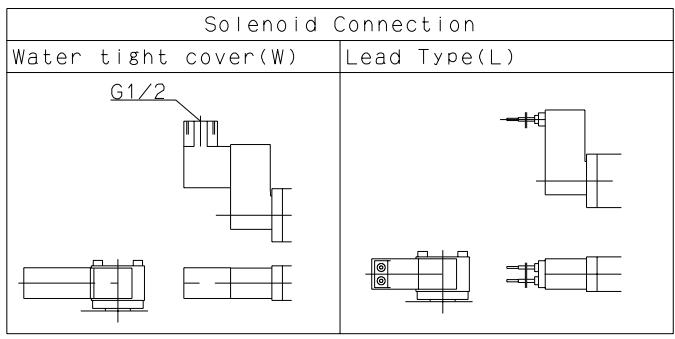 Solenoid Connection
Water tight cover(W)
Lead Type(L)
G1/2